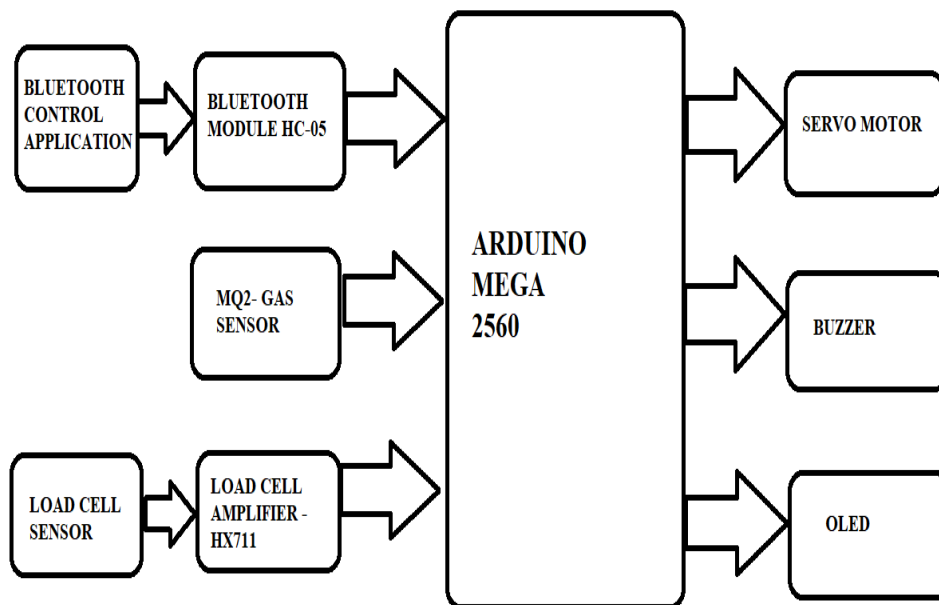 BLUETOOTH
CONTROL
APPLICATION
BLUETOOTH
MODULE HC-05
MQ2- GAS
SENSOR
LOAD CELL
SENSOR
LOAD CELL
AMPLIFIER -
HX711
ARDUINO
MEGA
2560
SERVO MOTOR
BUZZER
OLED